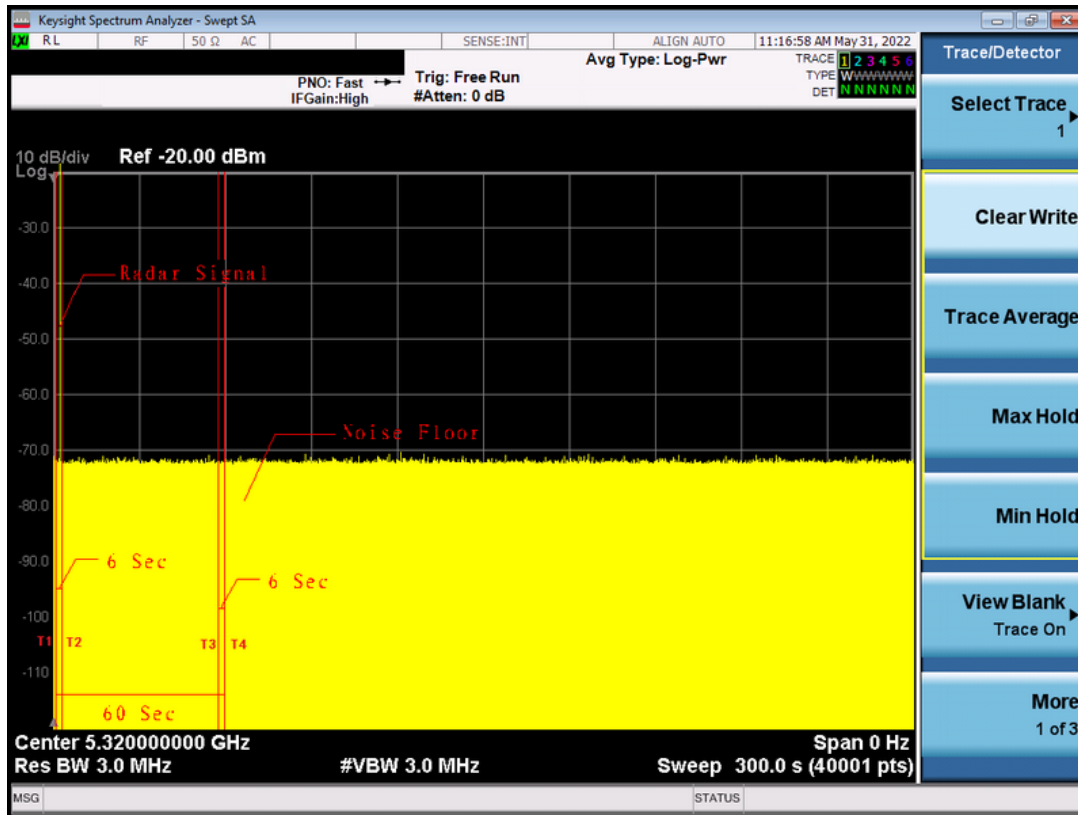 Keysight Spectrum Analyzer - Swept SA
LXI RL RF 50 Ω AC SENSE:INT ALIGN AUTO 11:16:58 AM May 31, 2022
Avg Type: Log-Pwr
TRACE 1 2 3 4 5 6
PNO: Fast Trig: Free Run
TYPE WWWWWW
IFGain:High #Atten: 0 dB
DET N N N N N N
10 dB/div Ref -20.00 dBm
Log
-30.0
Radar Signal
-40.0
-50.0
-60.0
Noise Floor
-70.0
-80.0
-90.0
6 Sec
6 Sec
-100
T1 T2 T3 T4
-110
60 Sec
Center 5.320000000 GHz Span 0 Hz
Res BW 3.0 MHz #VBW 3.0 MHz Sweep 300.0 s (40001 pts)
MSG STATUS
Trace/Detector
Select Trace
1
Clear Write
Trace Average
Max Hold
Min Hold
View Blank
Trace On
More
1 of 3